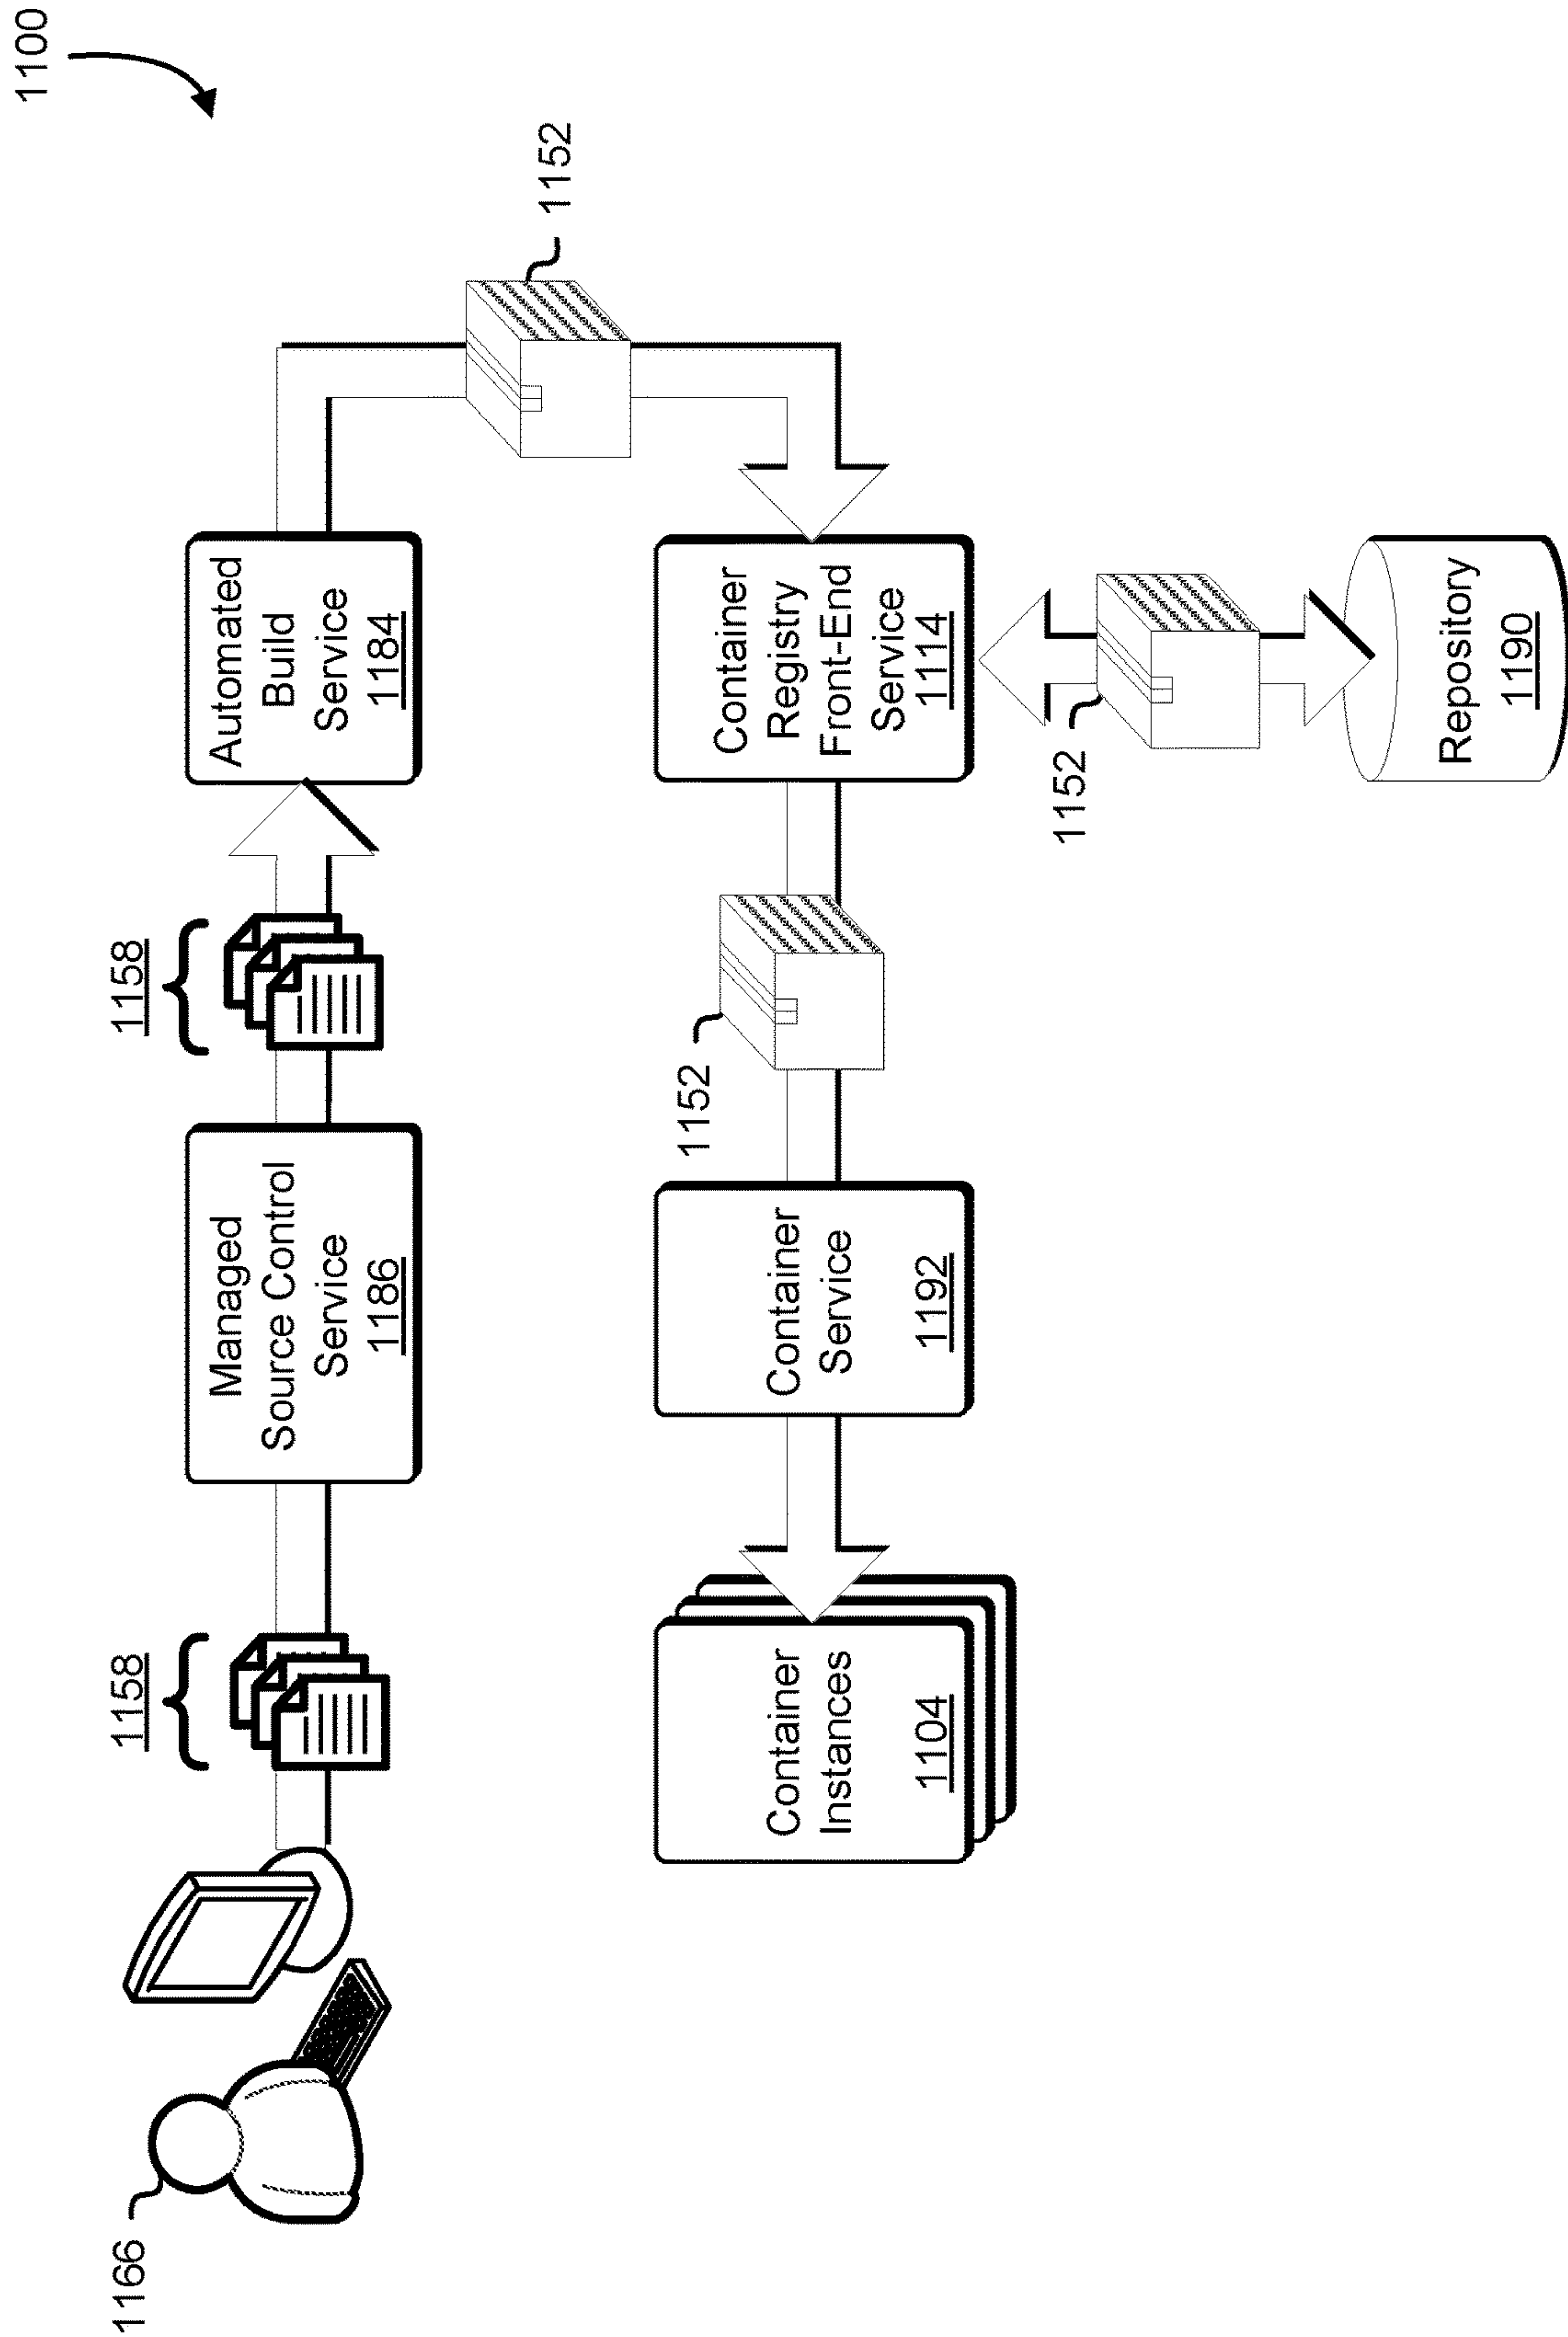 1100
1166
1158
Managed
Source Control
Service
1186
1158
Automated
Build
Service
1184
1152
Container
Instances
1104
Container
Service
1192
1152
Container
Registry
Front-End
Service
1114
1152
Repository
1190